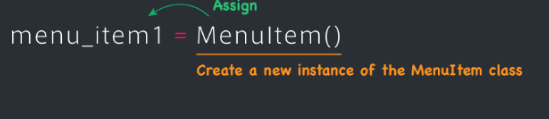 Assign
menu_item1 = MenuItem()
Create a new instance of the MenuItem class